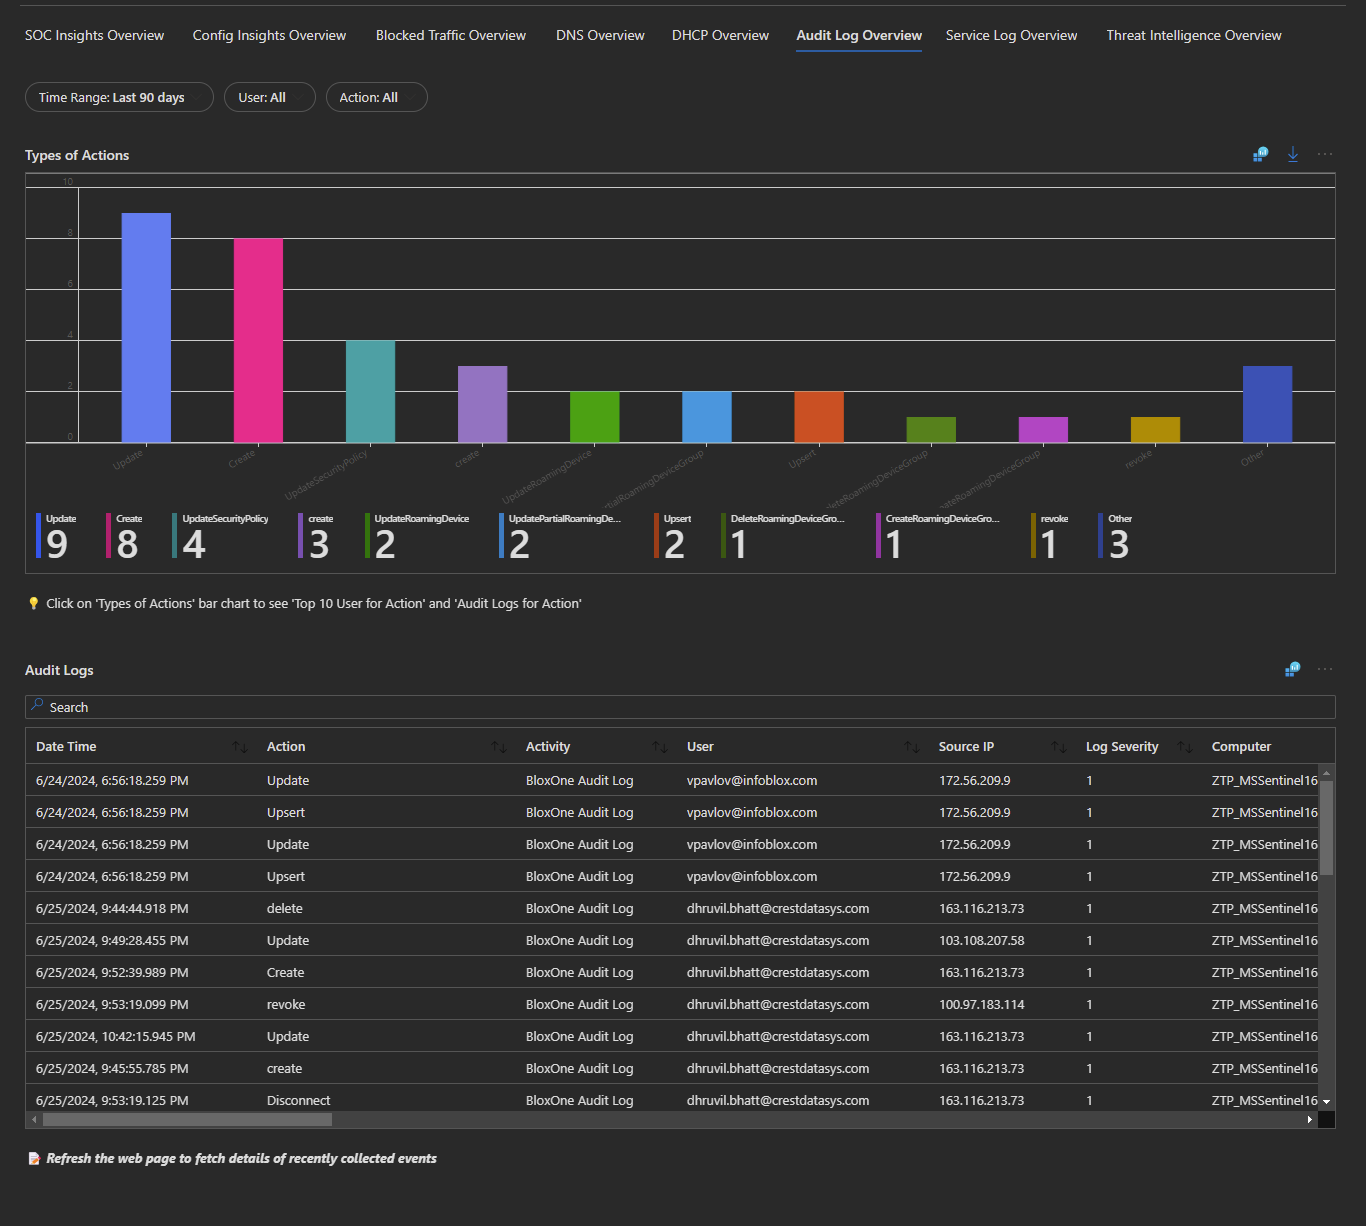 SOC Insights Overview Config Insights Overview Blocked Traffic Overview DNS Overview DHCP Overview Audit Log Overview Service Log Overview Threat Intelligence Overview
Time Range: Last 90 days User: All Action: All
Types of Actions
10
8
6
4
2
0
Update Create UpdateSecurityPolicy create UpdateRoamingDevice artialRoamingDeviceGroup Upsert eleteRoamingDeviceGroup reateRoamingDeviceGroup revoke Other
Update Create UpdateSecurityPolicy create UpdateRoamingDevice UpdatePartialRoamingDe... Upsert DeleteRoamingDeviceGro... CreateRoamingDeviceGro... revoke Other
9 8 4 3 2 2 2 1 1 1 3
Click on 'Types of Actions' bar chart to see 'Top 10 User for Action' and 'Audit Logs for Action'
Audit Logs
Search
Date Time Action Activity User Source IP Log Severity Computer
6/24/2024, 6:56:18.259 PM Update BloxOne Audit Log vpavlov@infoblox.com 172.56.209.9 1 ZTP_MSSentinel16
6/24/2024, 6:56:18.259 PM Upsert BloxOne Audit Log vpavlov@infoblox.com 172.56.209.9 1 ZTP_MSSentinel16
6/24/2024, 6:56:18.259 PM Update BloxOne Audit Log vpavlov@infoblox.com 172.56.209.9 1 ZTP_MSSentinel16
6/24/2024, 6:56:18.259 PM Upsert BloxOne Audit Log vpavlov@infoblox.com 172.56.209.9 1 ZTP_MSSentinel16
6/25/2024, 9:44:44.918 PM delete BloxOne Audit Log dhruvil.bhatt@crestdatasys.com 163.116.213.73 1 ZTP_MSSentinel16
6/25/2024, 9:49:28.455 PM Update BloxOne Audit Log dhruvil.bhatt@crestdatasys.com 103.108.207.58 1 ZTP_MSSentinel16
6/25/2024, 9:52:39.989 PM Create BloxOne Audit Log dhruvil.bhatt@crestdatasys.com 163.116.213.73 1 ZTP_MSSentinel16
6/25/2024, 9:53:19.099 PM revoke BloxOne Audit Log dhruvil.bhatt@crestdatasys.com 100.97.183.114 1 ZTP_MSSentinel16
6/25/2024, 10:42:15.945 PM Update BloxOne Audit Log dhruvil.bhatt@crestdatasys.com 163.116.213.73 1 ZTP_MSSentinel16
6/25/2024, 9:45:55.785 PM create BloxOne Audit Log dhruvil.bhatt@crestdatasys.com 163.116.213.73 1 ZTP_MSSentinel16
6/25/2024, 9:53:19.125 PM Disconnect BloxOne Audit Log dhruvil.bhatt@crestdatasys.com 163.116.213.73 1 ZTP_MSSentinel16
Refresh the web page to fetch details of recently collected events